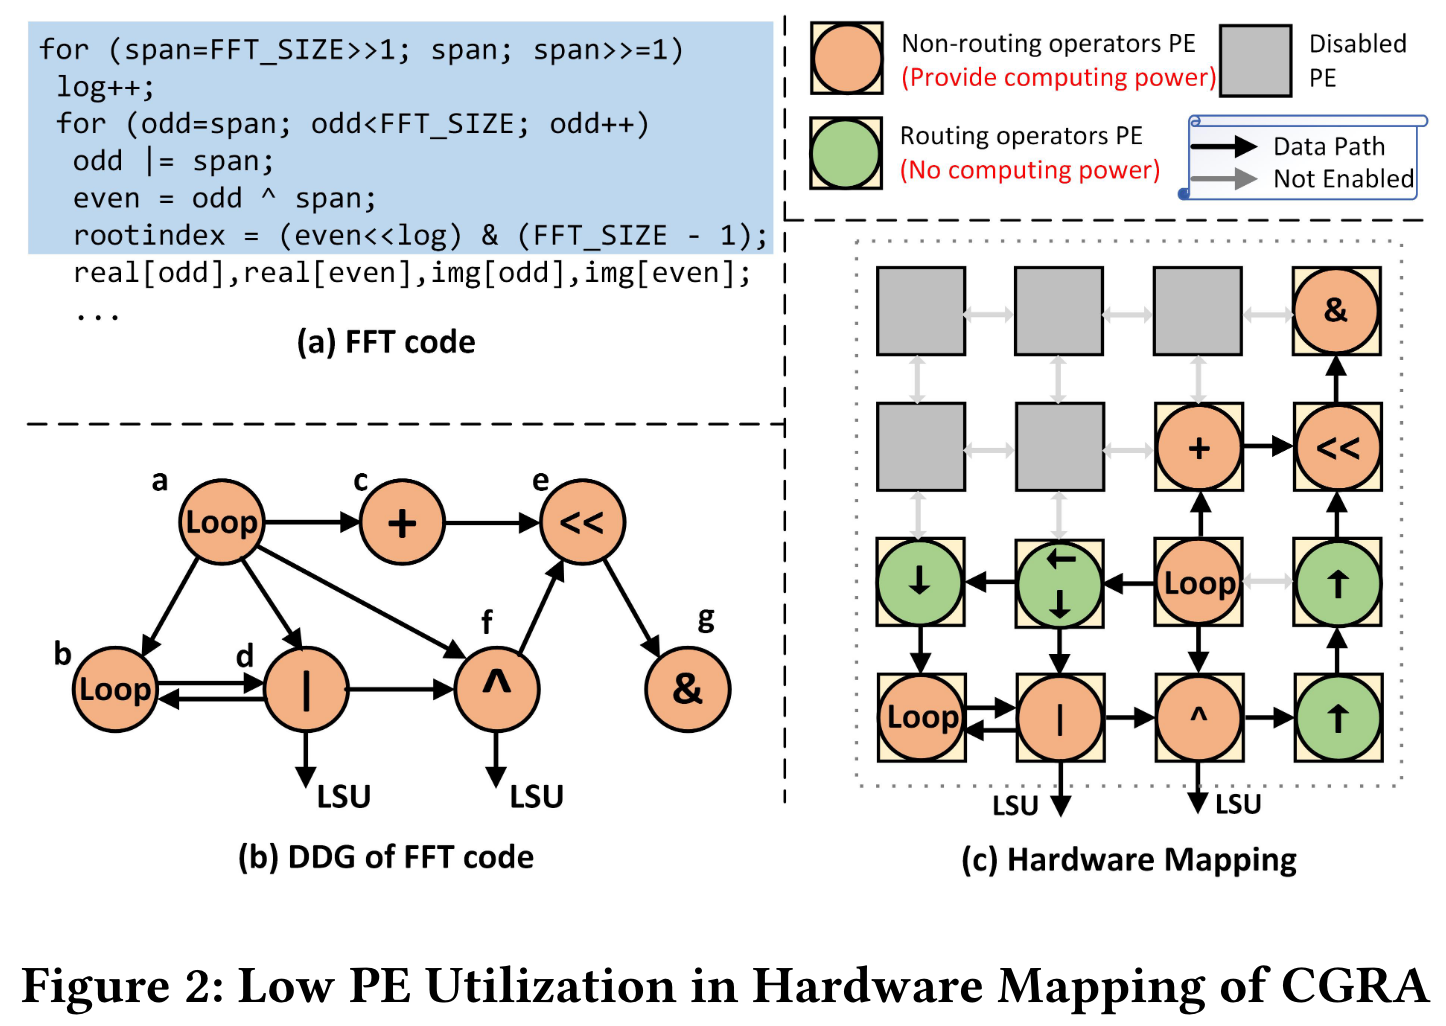 for (span=FFT_SIZE>>1; span; span>>=1)
log++;
for (odd=span; odd<FFT_SIZE; odd++)
odd |= span;
even = odd ^ span;
rootindex = (even<<log) & (FFT_SIZE - 1);
real[odd],real[even],img[odd],img[even];
...
(a) FFT code
Non-routing operators PE
(Provide computing power)
Disabled
PE
Routing operators PE
(No computing power)
Data Path
Not Enabled
a
c
e
Loop
+
<<
b
d
f
g
Loop
|
^
&
LSU
LSU
(b) DDG of FFT code
&
+
<<
↓
←
↓
Loop
↑
Loop
|
^
↑
LSU
LSU
(c) Hardware Mapping
Figure 2: Low PE Utilization in Hardware Mapping of CGRA